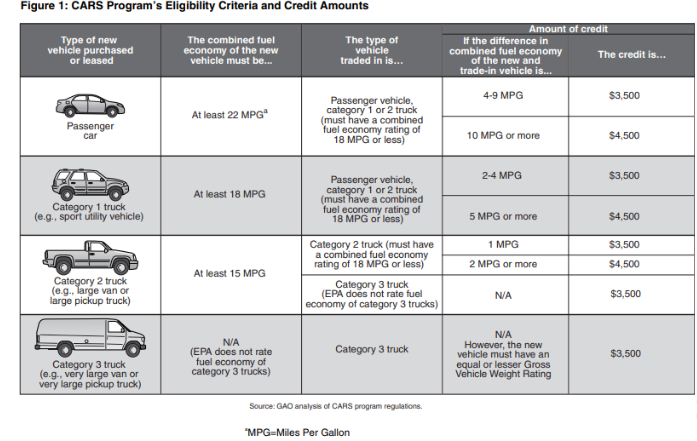 Figure 1: CARS Program's Eligibility Criteria and Credit Amounts
Type of new
vehicle purchased
or leased
The combined fuel
economy of the new
vehicle must be...
The type of
vehicle
traded in is…
Amount of credit
If the difference in
combined fuel economy
of the new and
trade-in vehicle is...
The credit is…
Passenger
car
At least 22 MPGª
Passenger vehicle,
category 1 or 2 truck
(must have a combined
fuel economy rating of
18 MPG or less)
4-9 MPG
$3,500
10 MPG or more
$4,500
Category 1 truck
(e.g., sport utility vehicle)
At least 18 MPG
Passenger vehicle,
category 1 or 2 truck
(must have a combined
fuel economy rating of
18 MPG or less)
2-4 MPG
$3,500
5 MPG or more
$4,500
Category 2 truck
(e.g., large van or
large pickup truck)
At least 15 MPG
Category 2 truck (must have
a combined fuel economy
rating of 18 MPG or less)
1 MPG
$3,500
2 MPG or more
$4,500
Category 3 truck
(EPA does not rate fuel
economy of category 3 trucks)
N/A
$3,500
Category 3 truck
(e.g., very large van or
very large pickup truck)
N/A
(EPA does not rate
fuel economy of
category 3 trucks)
Category 3 truck
N/A
However, the new
vehicle must have an
equal or lesser Gross
Vehicle Weight Rating
$3,500
Source: GAO analysis of CARS program regulations.
ªMPG=Miles Per Gallon